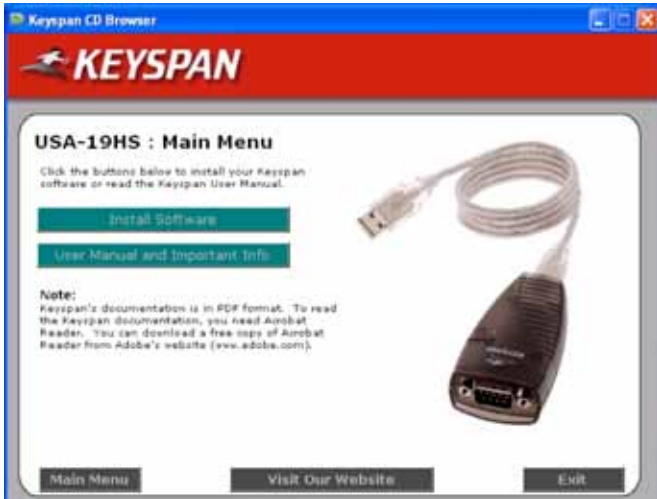 Keyspan CD Browser
KEYSPAN
USA-19HS : Main Menu
Click the buttons below to install your Keyspan
software or read the Keyspan User Manual.
Install Software
User Manual and Important Info
Note:
Keyspan's documentation is in PDF format. To read
the Keyspan documentation, you need Acrobat
Reader. You can download a free copy of Acrobat
Reader from Adobe's website (www.adobe.com).
Main Menu
Visit Our Website
Exit